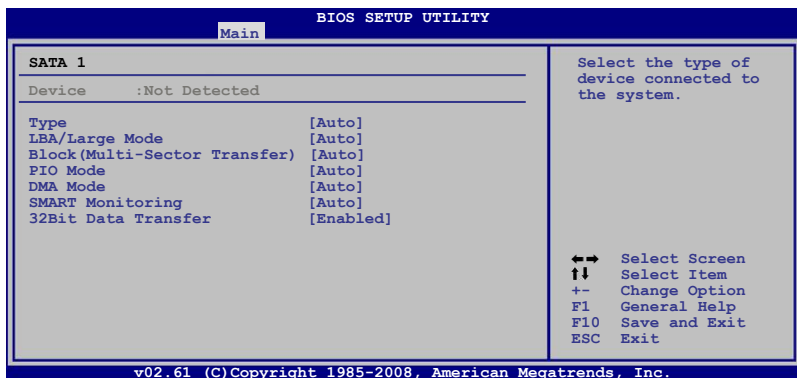 BIOS SETUP UTILITY
Main
SATA 1
Device :Not Detected
Type [Auto]
LBA/Large Mode [Auto]
Block(Multi-Sector Transfer) [Auto]
PIO Mode [Auto]
DMA Mode [Auto]
SMART Monitoring [Auto]
32Bit Data Transfer [Enabled]
Select the type of
device connected to
the system.
←→ Select Screen
↑↓ Select Item
+- Change Option
F1 General Help
F10 Save and Exit
ESC Exit
v02.61 (C)Copyright 1985-2008, American Megatrends, Inc.